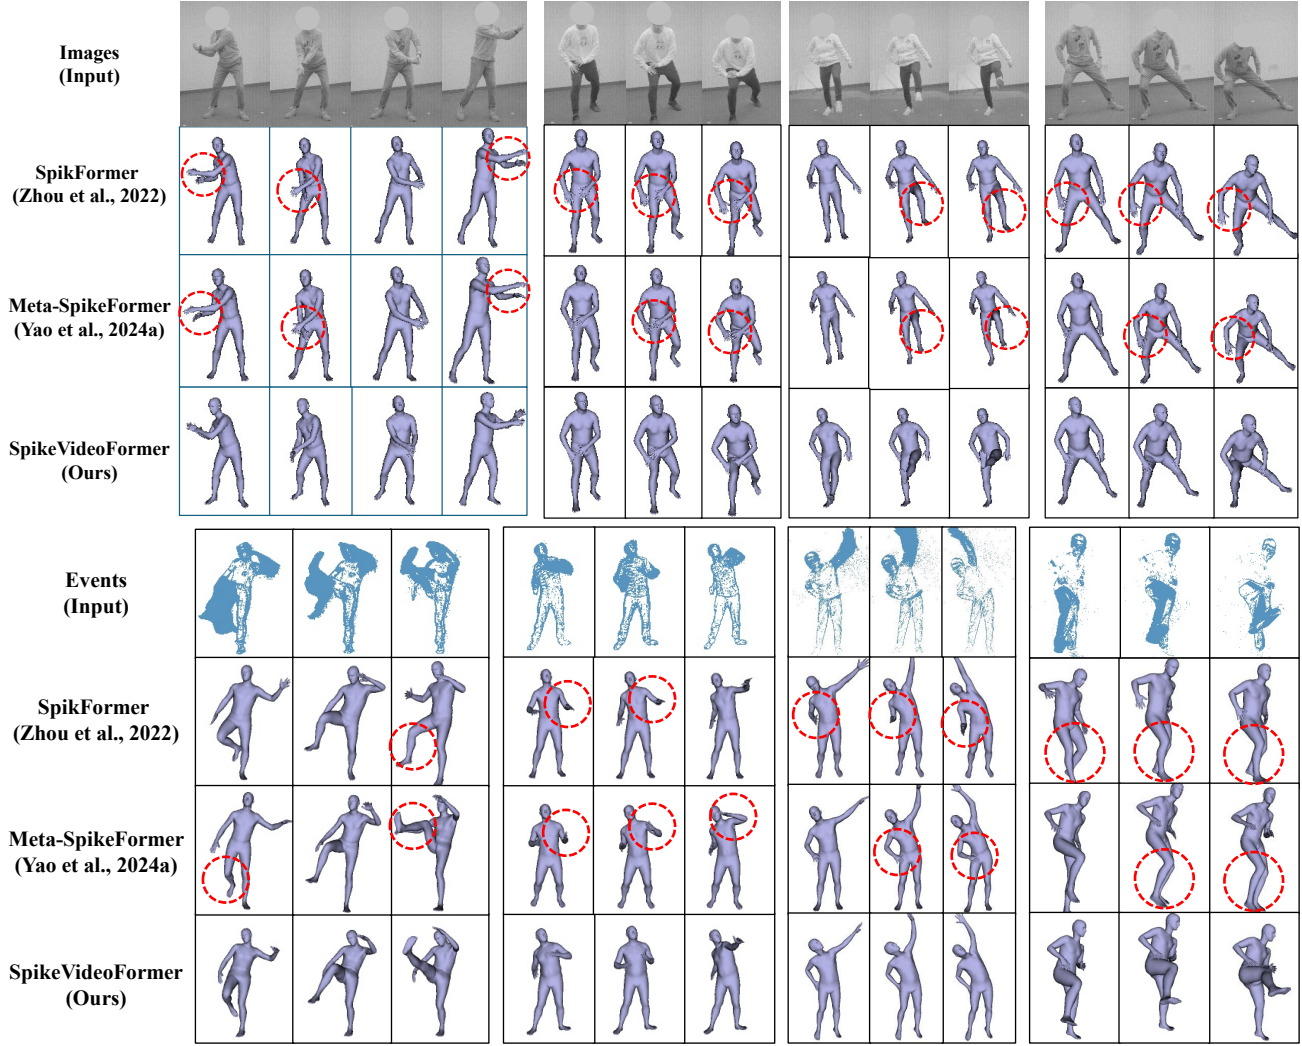 Images
(Input)
SpikFormer
(Zhou et al., 2022)
Meta-SpikeFormer
(Yao et al., 2024a)
SpikeVideoFormer
(Ours)
Events
(Input)
SpikFormer
(Zhou et al., 2022)
Meta-SpikeFormer
(Yao et al., 2024a)
SpikeVideoFormer
(Ours)